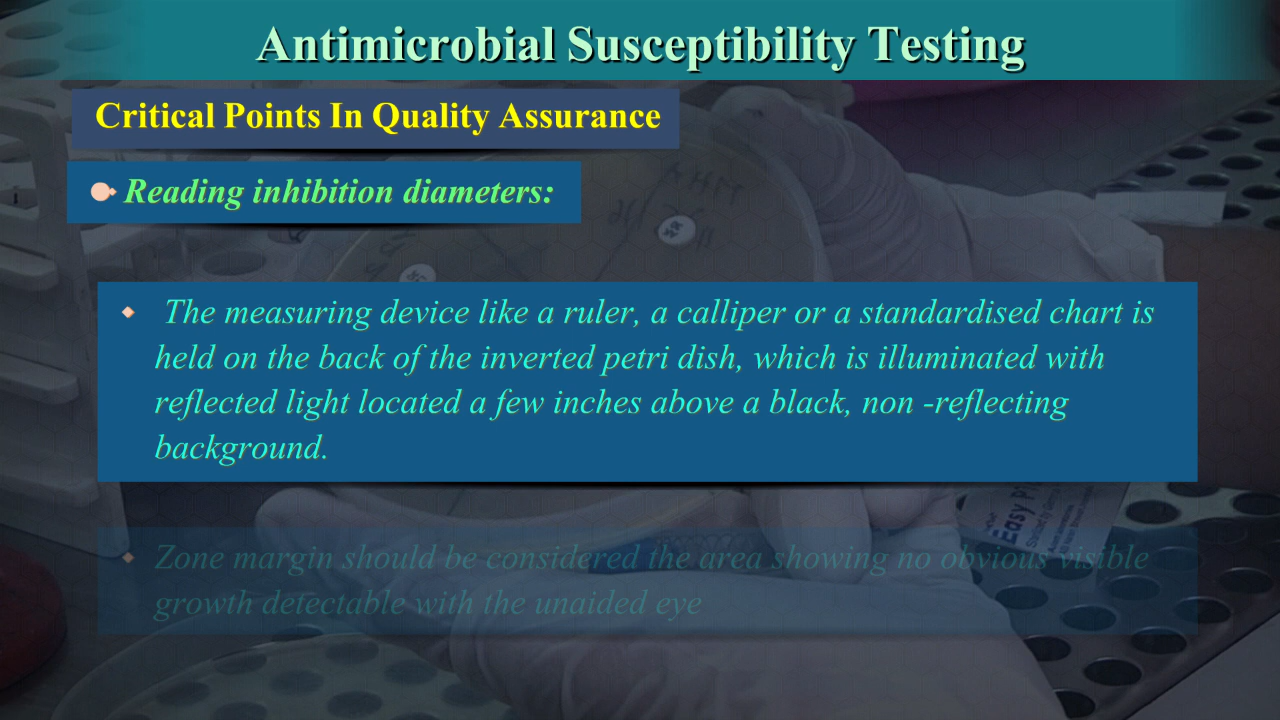 Antimicrobial Susceptibility Testing
Critical Points In Quality Assurance
Reading inhibition diameters:
The measuring device like a ruler, a calliper or a standardised chart is
held on the back of the inverted petri dish, which is illuminated with
reflected light located a few inches above a black, non -reflecting
background.
Zone margin should be considered the area showing no obvious visible
growth detectable with the unaided eye
Easy